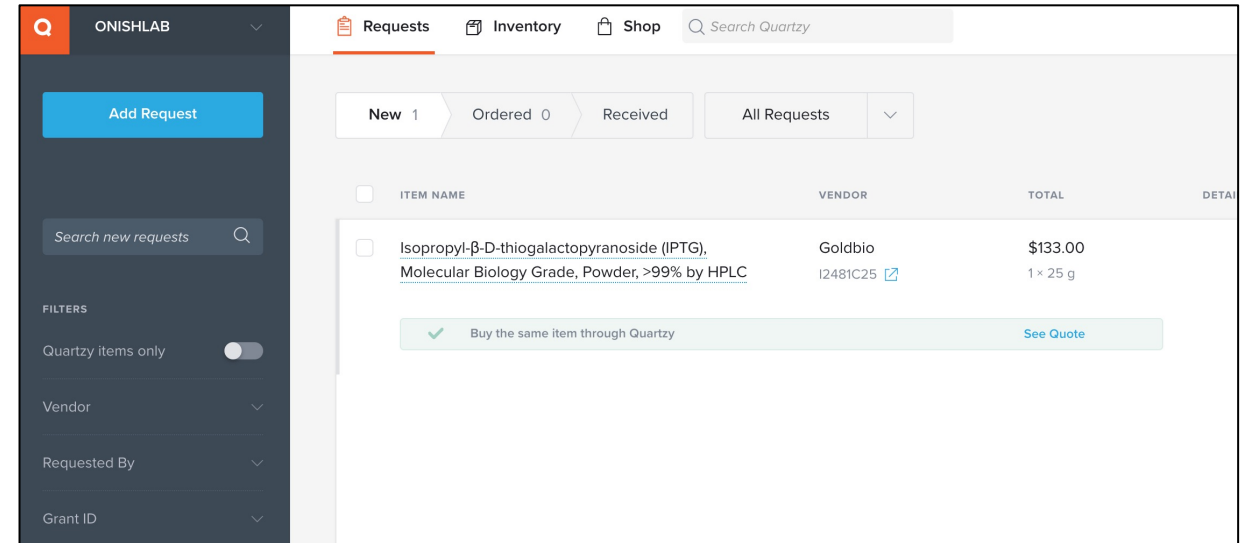 Q ONISHLAB
Requests Inventory Shop Search Quartzy
Add Request
New 1 Ordered 0 Received All Requests
ITEM NAME VENDOR TOTAL DETAI
Search new requests
Isopropyl-β-D-thiogalactopyranoside (IPTG), Goldbio $133.00
Molecular Biology Grade, Powder, >99% by HPLC I2481C25 1 × 25 g
FILTERS
Buy the same item through Quartzy See Quote
Quartzy items only
Vendor
Requested By
Grant ID